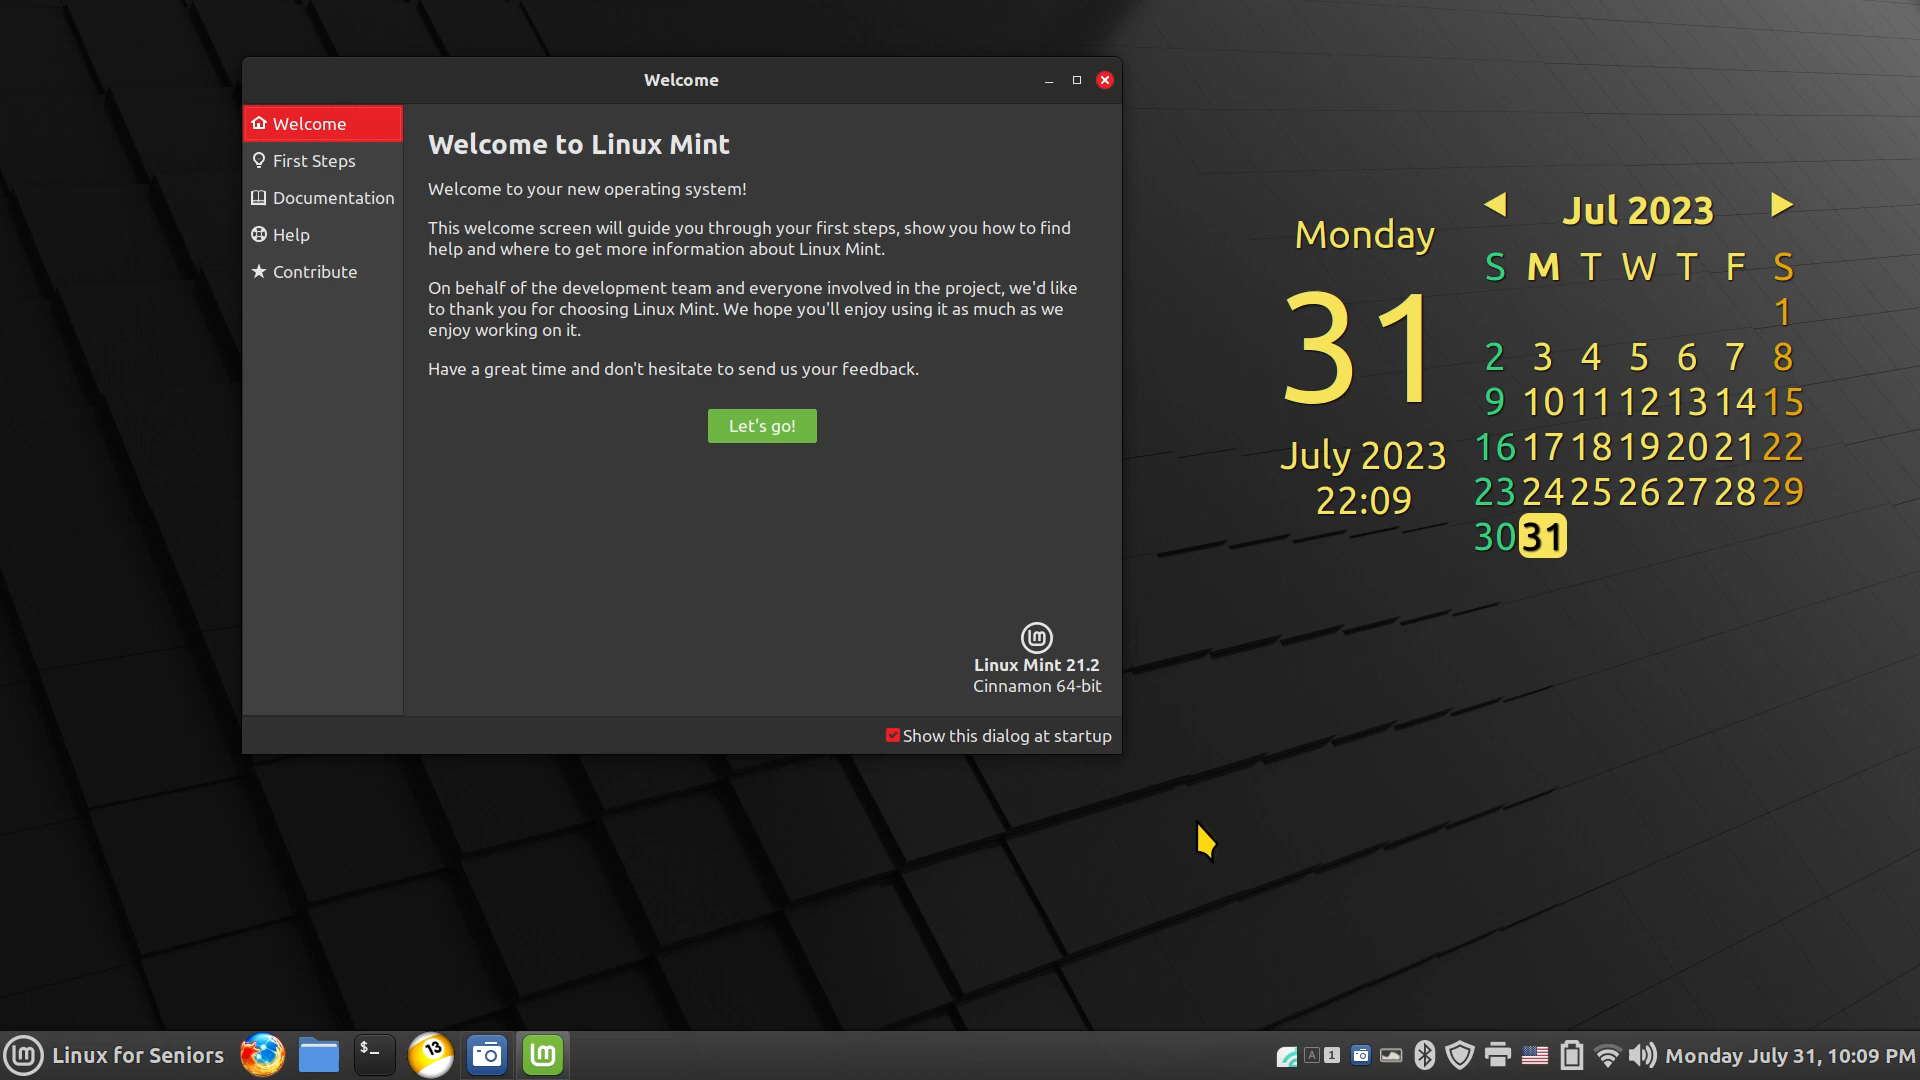 Welcome
Welcome
First Steps
Documentation
Help
Contribute
Welcome to Linux Mint
Welcome to your new operating system!
This welcome screen will guide you through your first steps, show you how to find
help and where to get more information about Linux Mint.
On behalf of the development team and everyone involved in the project, we'd like
to thank you for choosing Linux Mint. We hope you'll enjoy using it as much as we
enjoy working on it.
Have a great time and don't hesitate to send us your feedback.
Let's go!
Linux Mint 21.2
Cinnamon 64-bit
Show this dialog at startup
Monday
31
July 2023
22:09
Jul 2023
S M T W T F S
1
2 3 4 5 6 7 8
9 10 11 12 13 14 15
16 17 18 19 20 21 22
23 24 25 26 27 28 29
30 31
Linux for Seniors
$_
13
A 1
Monday July 31, 10:09 PM